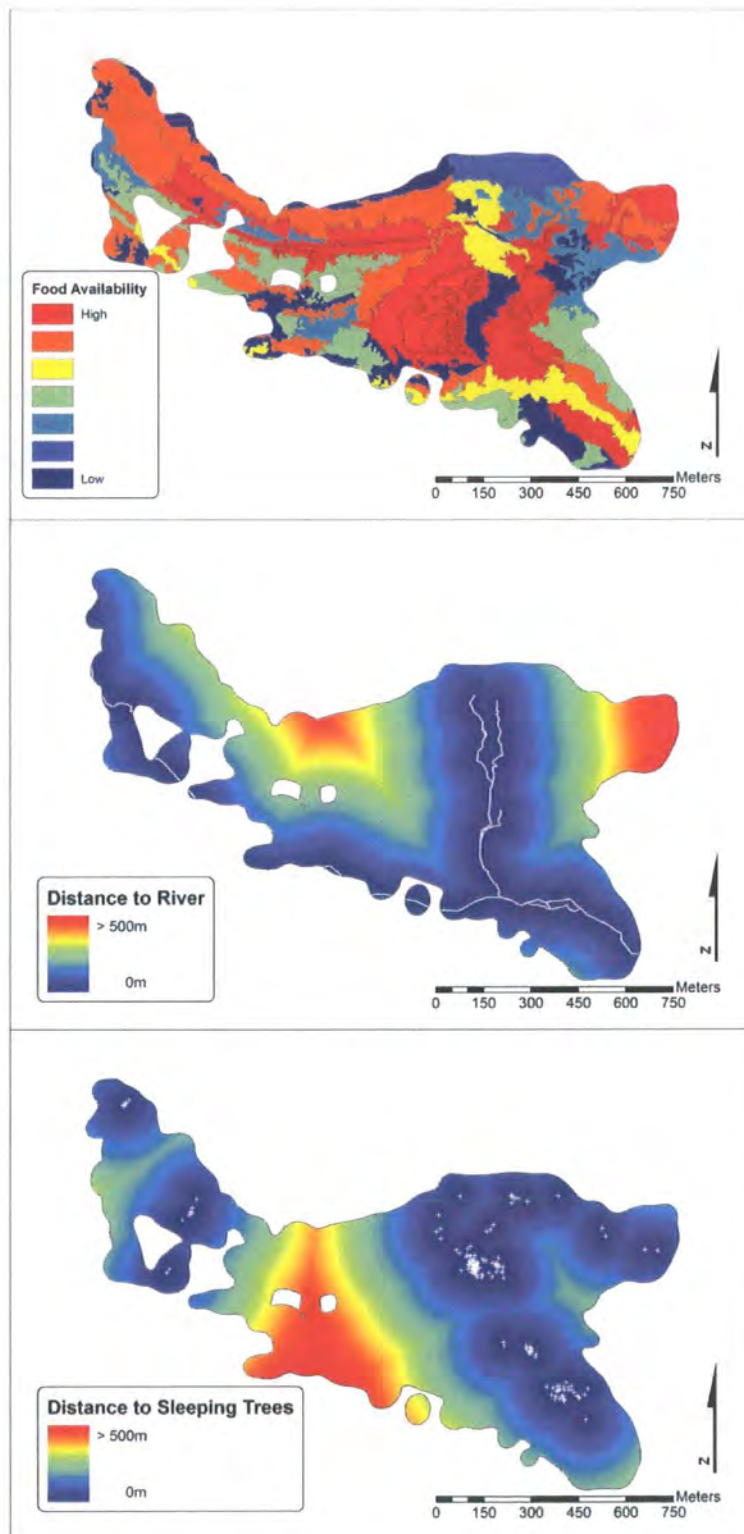 Food Availability
High
Low
N
Meters
0 150 300 450 600 750
Distance to River
> 500m
0m
N
Meters
0 150 300 450 600 750
Distance to Sleeping Trees
> 500m
0m
N
Meters
0 150 300 450 600 750